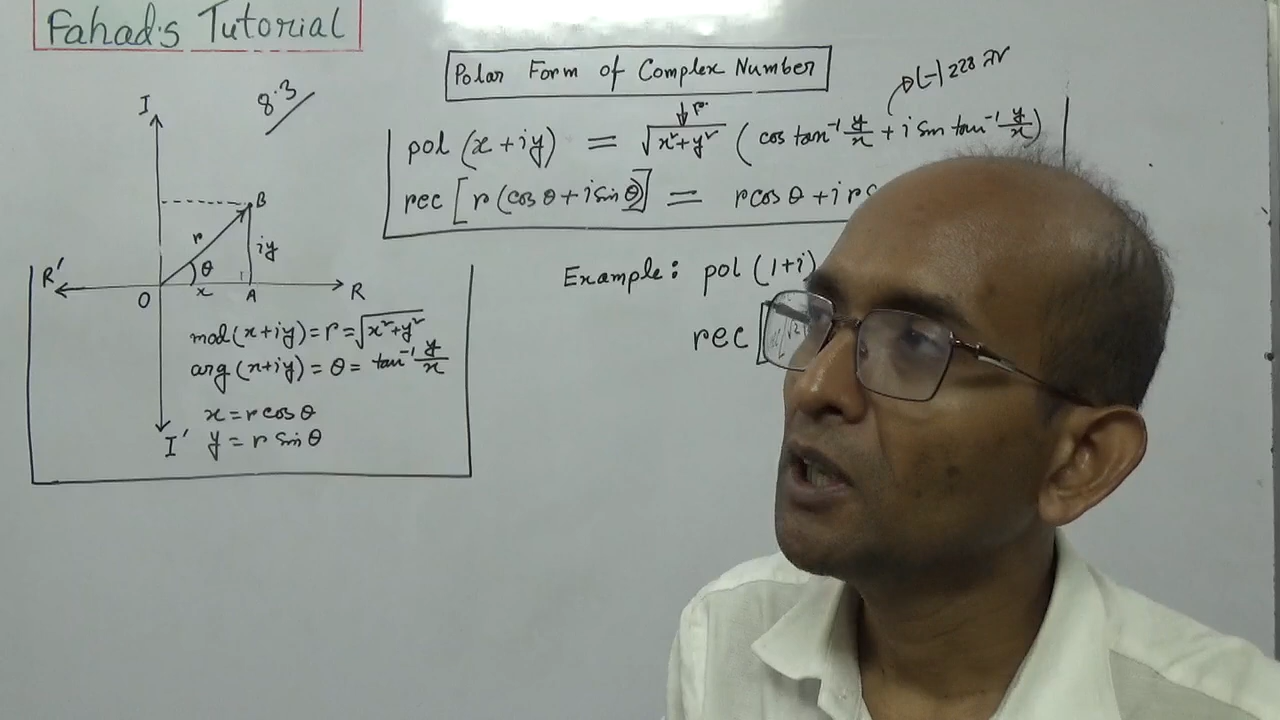 Fahad's Tutorial
Polar Form of Complex Number
8.3
r
pol (x+iy) = √x²+y² (cos tan⁻¹ y/x + i sin tan⁻¹ y/x)
rec [r (cos θ + i sin θ)] = r cos θ + i r
Example: pol (1+i)
rec [
I
B
r
iy
θ
R'
O
x
A
R
mod (x+iy) = r = √x²+y²
arg (x+iy) = θ = tan⁻¹ y/x
x = r cos θ
I' y = r sin θ